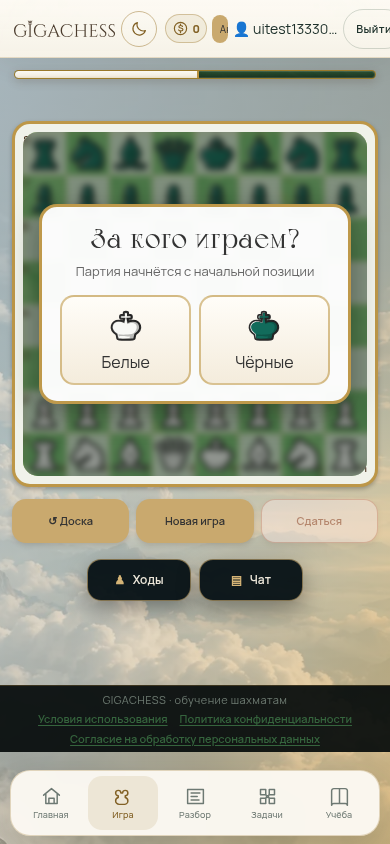 GIGACHESS $ 0 👤 uitest13330… Выйти
За кого играем?
Партия начнётся с начальной позиции
Белые Чёрные
↺ Доска Новая игра Сдаться
Ходы Чат
GIGACHESS · обучение шахматам
Условия использования Политика конфиденциальности
Согласие на обработку персональных данных
Главная Игра Разбор Задачи Учёба